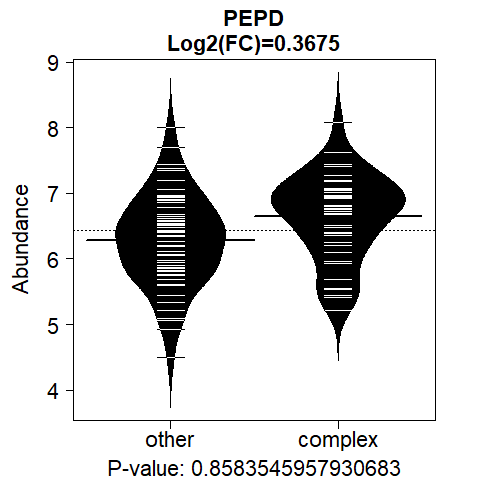 PEPD
Log2(FC)=0.3675
Abundance
9
8
7
6
5
4
other complex
P-value: 0.8583545957930683